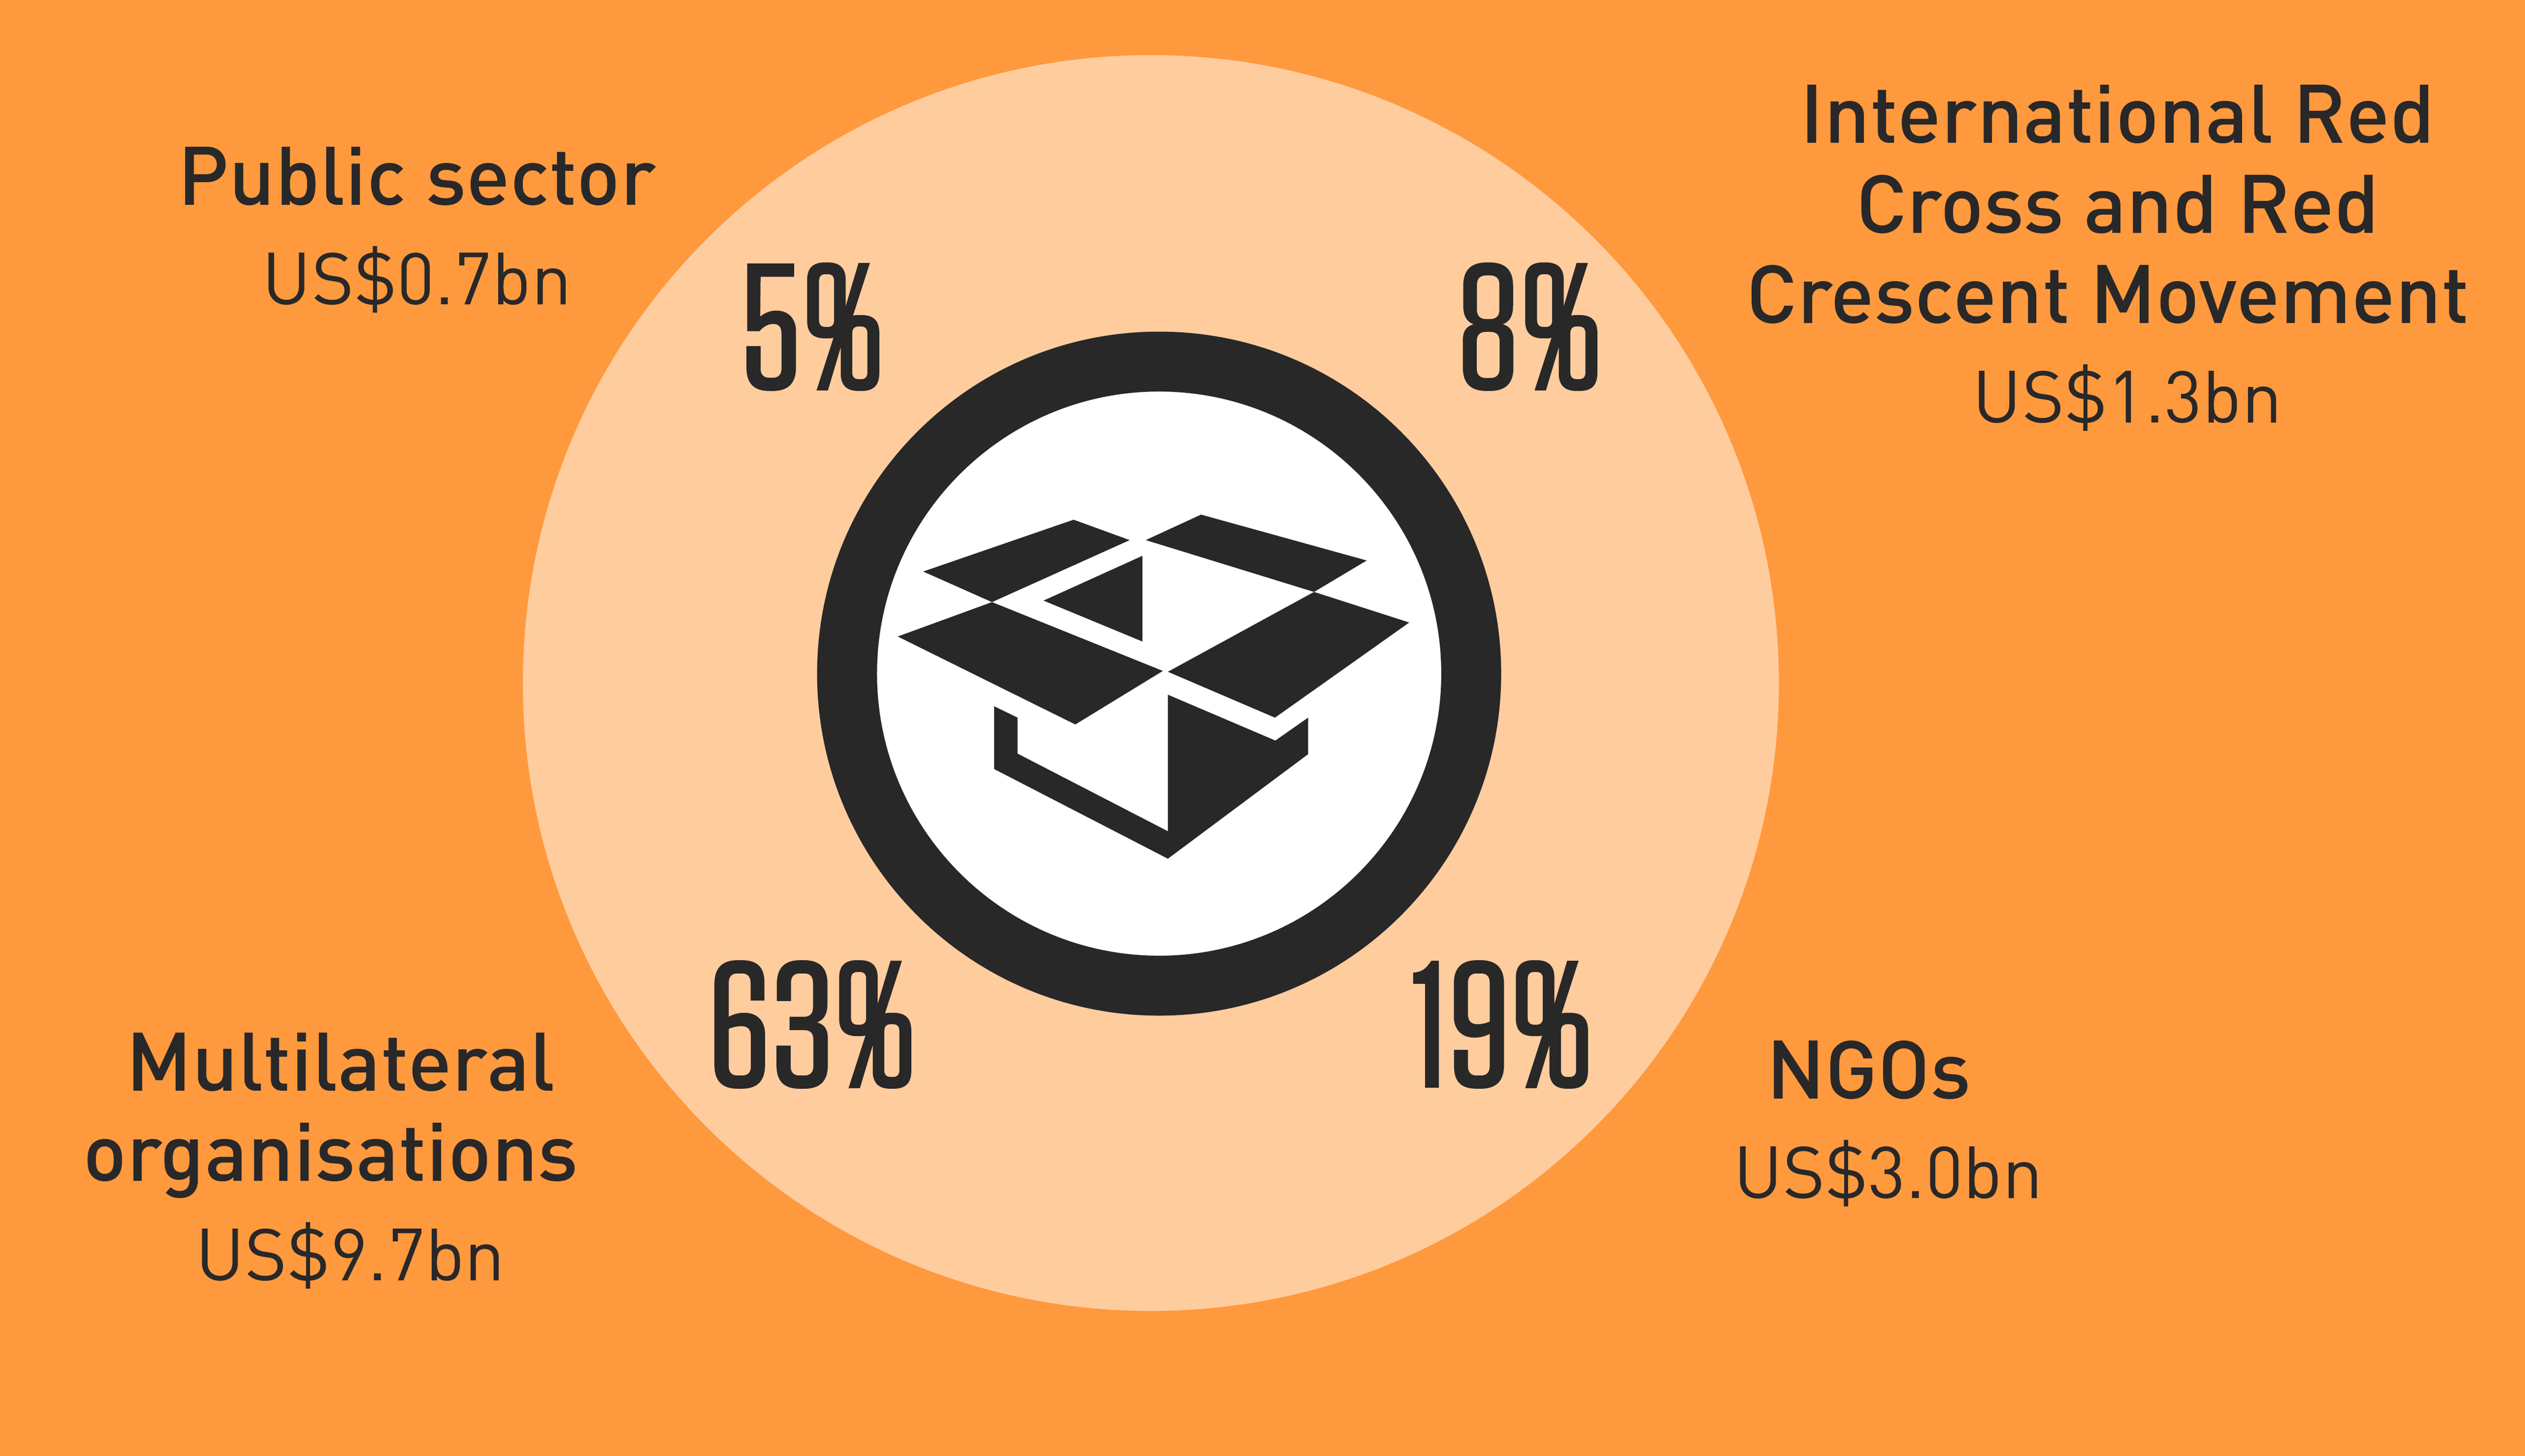 Public sector
US$0.7bn
5%
International Red
Cross and Red
Crescent Movement
US$1.3bn
8%
Multilateral
organisations
US$9.7bn
63%
NGOs
US$3.0bn
19%